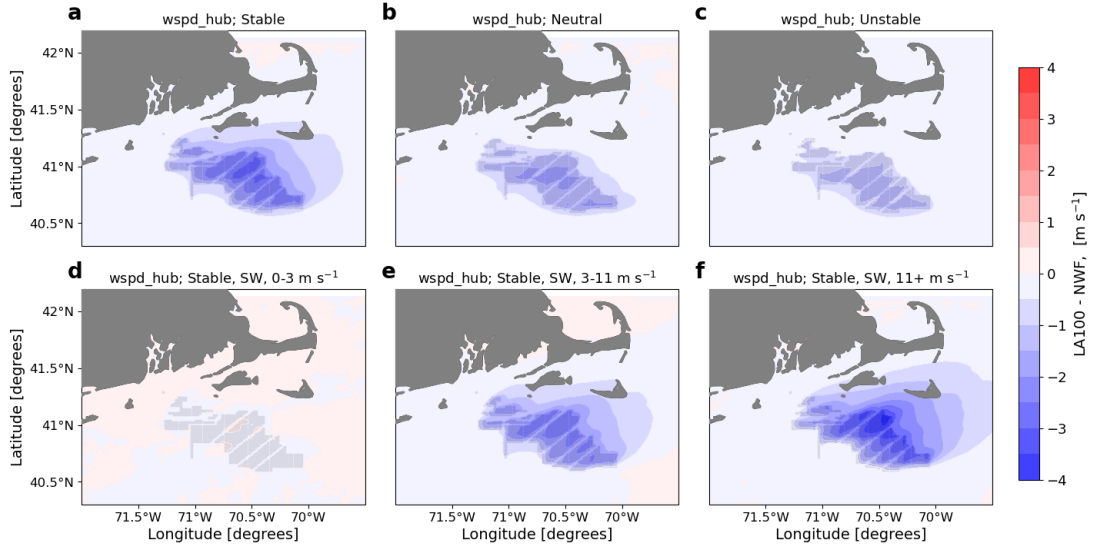 a wspd_hub; Stable
b wspd_hub; Neutral
c wspd_hub; Unstable
42°N
41.5°N
41°N
40.5°N
Latitude [degrees]
d wspd_hub; Stable, SW, 0-3 m s⁻¹
e wspd_hub; Stable, SW, 3-11 m s⁻¹
f wspd_hub; Stable, SW, 11+ m s⁻¹
42°N
41.5°N
41°N
40.5°N
Latitude [degrees]
71.5°W 71°W 70.5°W 70°W
Longitude [degrees]
71.5°W 71°W 70.5°W 70°W
Longitude [degrees]
71.5°W 71°W 70.5°W 70°W
Longitude [degrees]
4
3
2
1
0
−1
−2
−3
−4
LA100 - NWF, [m s⁻¹]